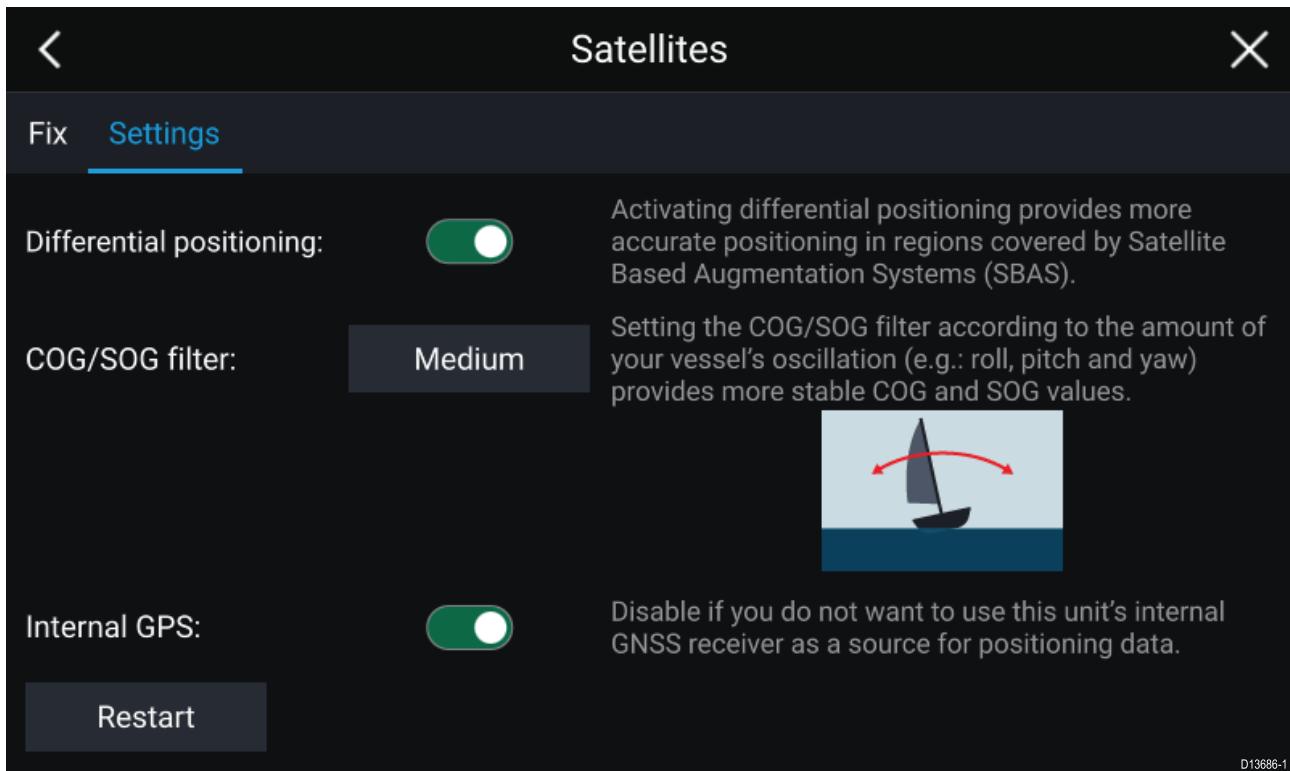 Satellites
Fix Settings
Differential positioning:
Activating differential positioning provides more
accurate positioning in regions covered by Satellite
Based Augmentation Systems (SBAS).
COG/SOG filter:
Medium
Setting the COG/SOG filter according to the amount of
your vessel's oscillation (e.g.: roll, pitch and yaw)
provides more stable COG and SOG values.
Internal GPS:
Disable if you do not want to use this unit's internal
GNSS receiver as a source for positioning data.
Restart
D13686-1